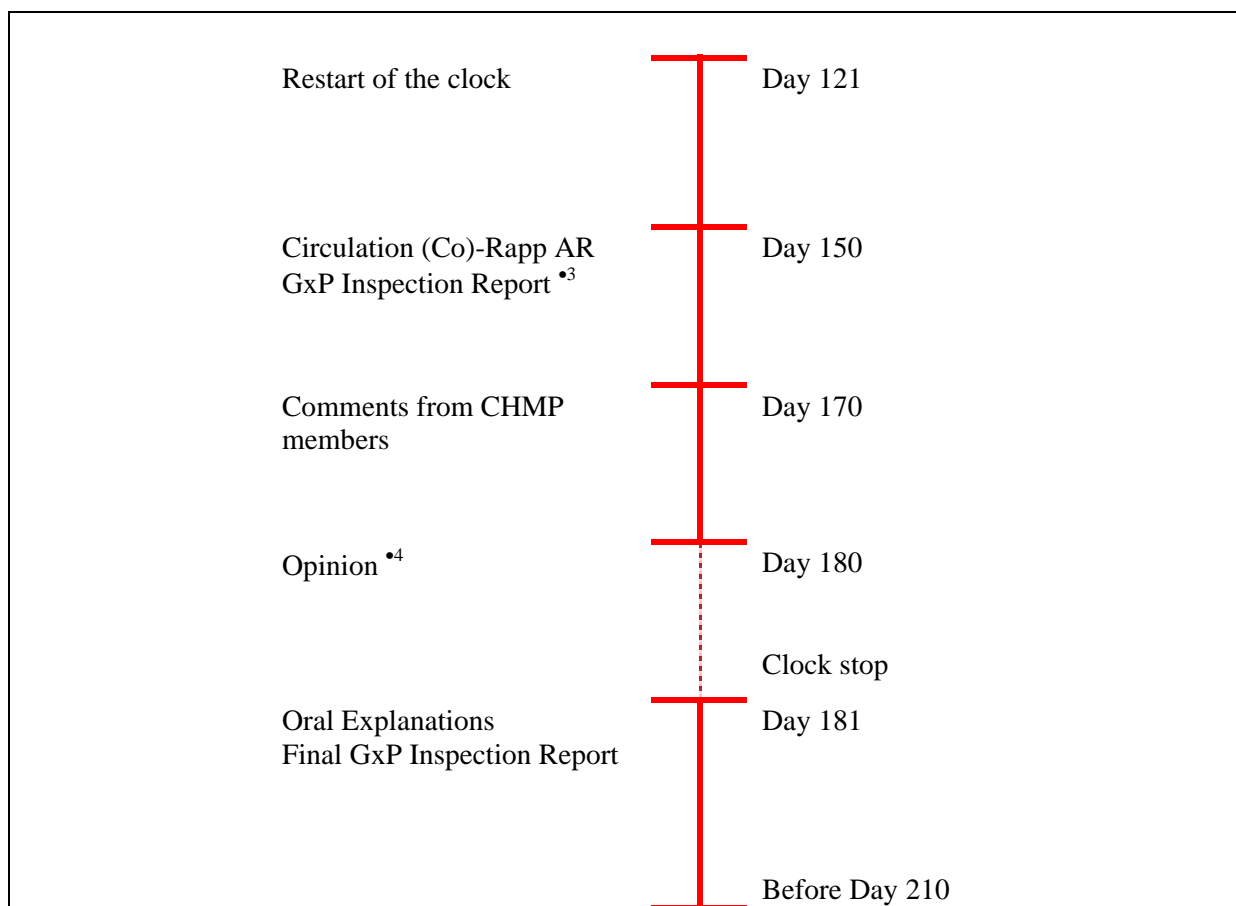 Restart of the clock Day 121
Circulation (Co)-Rapp AR Day 150
GxP Inspection Report •3
Comments from CHMP Day 170
members
Opinion •4 Day 180
Clock stop
Oral Explanations Day 181
Final GxP Inspection Report
Before Day 210